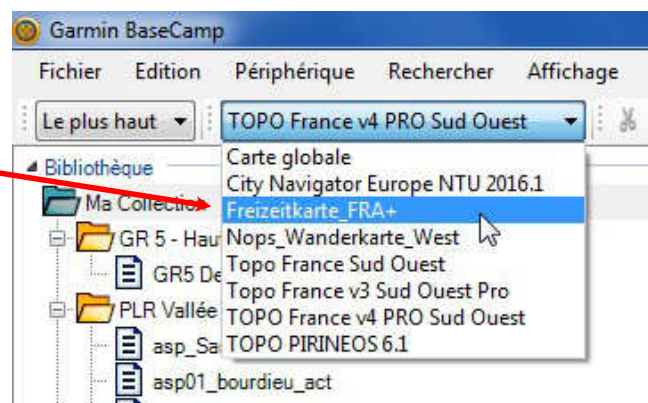 Garmin BaseCamp
Fichier Edition Périphérique Rechercher Affichage
Le plus haut TOPO France v4 PRO Sud Ouest
Bibliothèque
Ma Collection
GR 5 - Hau
GR5 De
PLR Vallée
asp_Sa
asp01_bourdieu_act
Carte globale
City Navigator Europe NTU 2016.1
Freizeitkarte_FRA+
Nops_Wanderkarte_West
Topo France Sud Ouest
Topo France v3 Sud Ouest Pro
TOPO France v4 PRO Sud Ouest
TOPO PIRINEOS 6.1